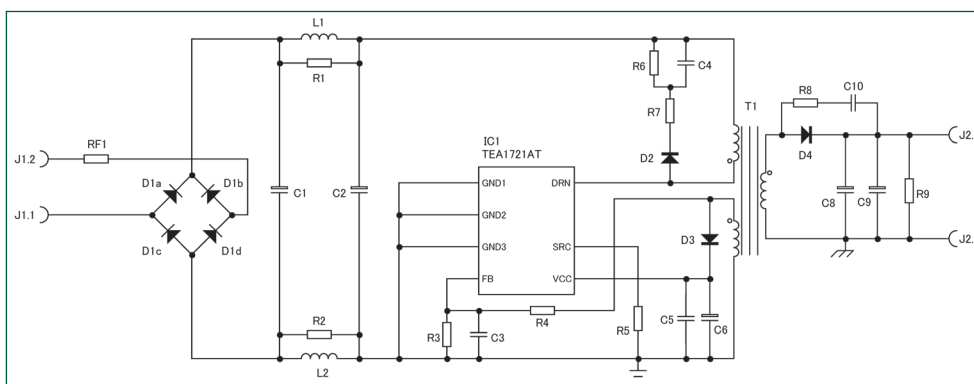 L1
R1
R6
C4
R7
T1
R8
C10
IC1
TEA1721AT
J1.2
RF1
D2
D4
J2.
D1a
D1b
GND1
DRN
C1
C2
C8
C9
R9
J1.1
GND2
D1c
D1d
GND3
SRC
D3
J2.
FB
VCC
R2
R3
C3
R4
R5
C5
C6
L2